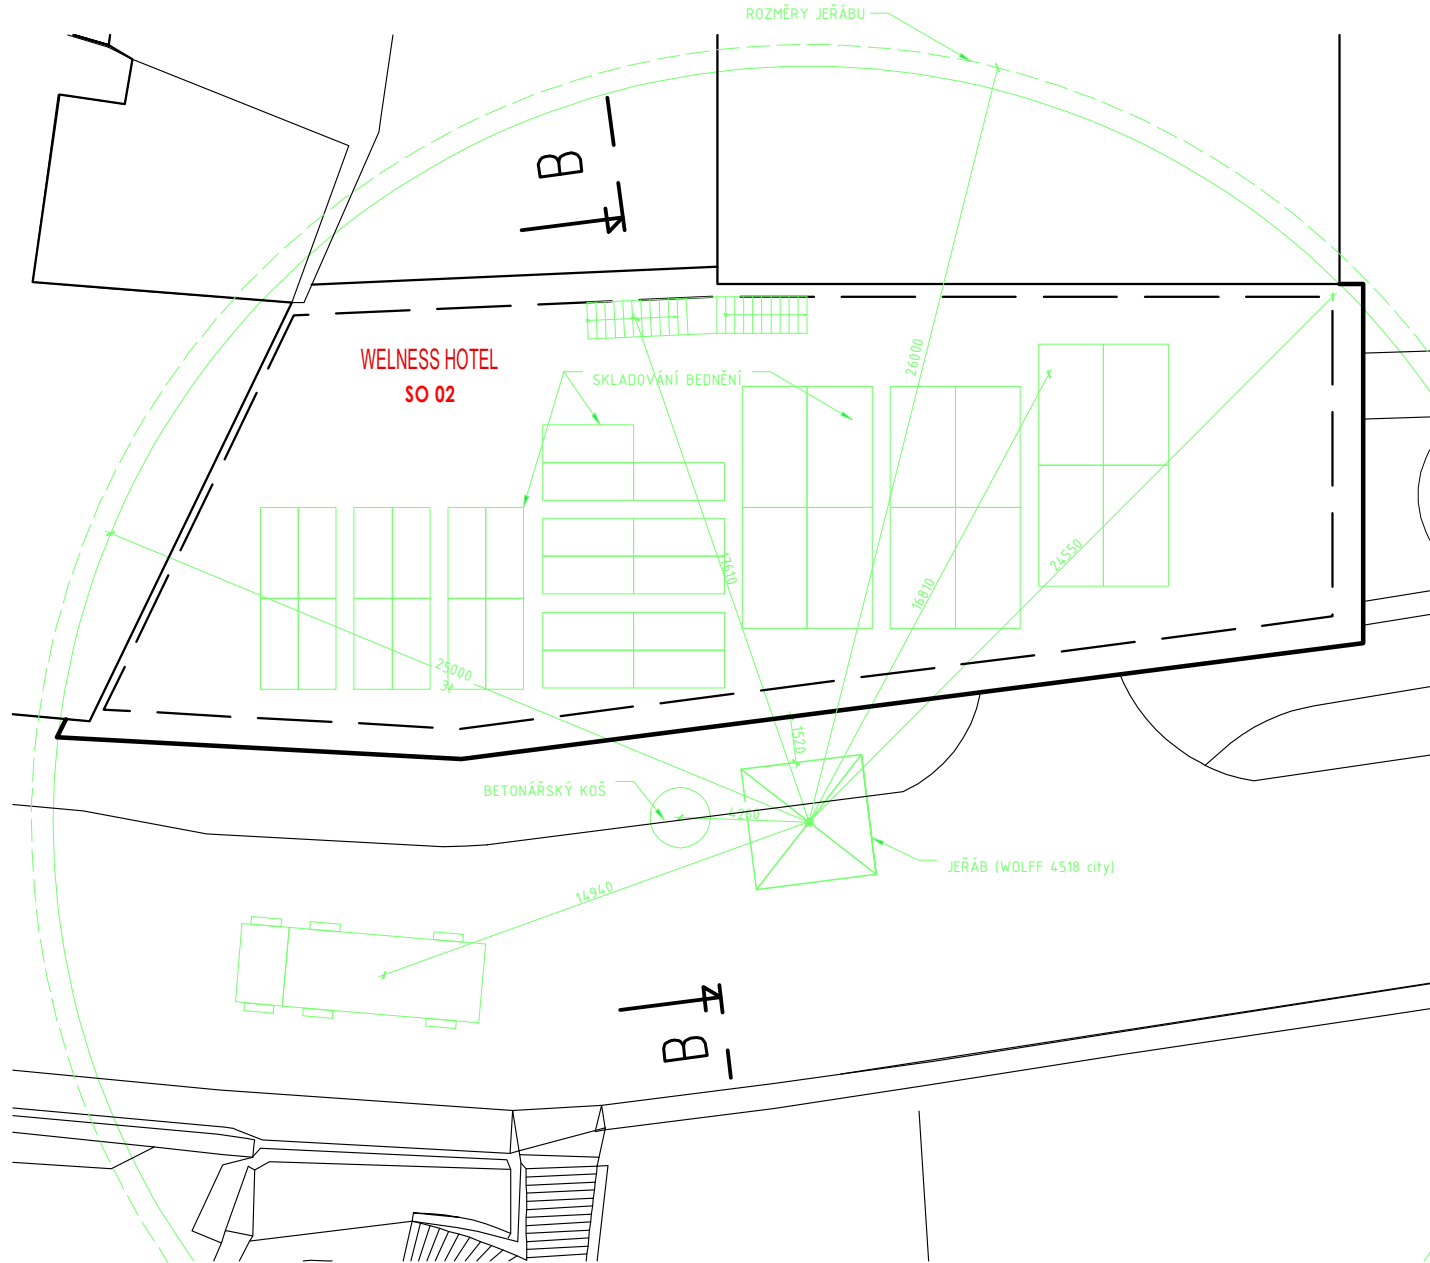 ROZMĚRY JEŘÁBU
B
WELNESS HOTEL
SO 02
SKLADOVÁNÍ BEDNĚNÍ
26000
17610
16810
24550
25000
1520
BETONÁŘSKÝ KOŠ
4260
JEŘÁB (WOLFF 4518 city)
14940
B